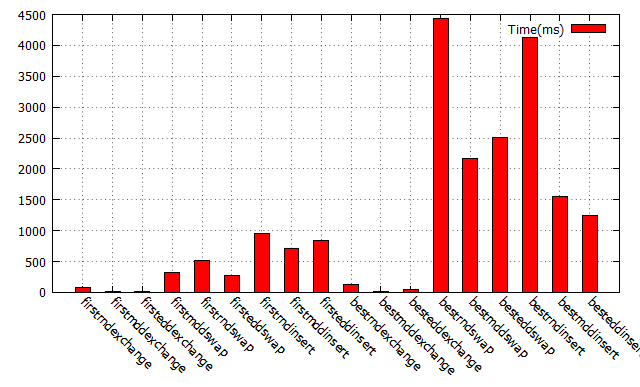 4500
4000
3500
3000
2500
2000
1500
1000
500
0
Time(ms)
firstrndexchange
firstmddexchange
firsteddexchange
firstmddswap
firstrndswap
firsteddswap
firstrndinsert
firstmddinsert
firsteddinsert
bestrndexchange
bestmddexchange
besteddexchange
bestrndswap
bestmddswap
besteddswap
bestrndinsert
bestmddinsert
besteddinser